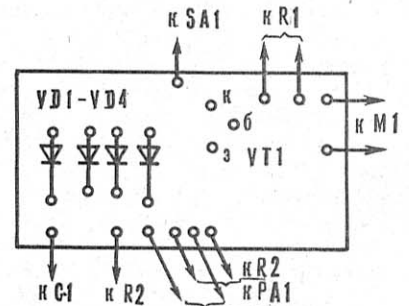 к SA1
к R1
VD1-VD4
к
б
э
VT1
к M1
к C1
к R2
к R2
к PA1